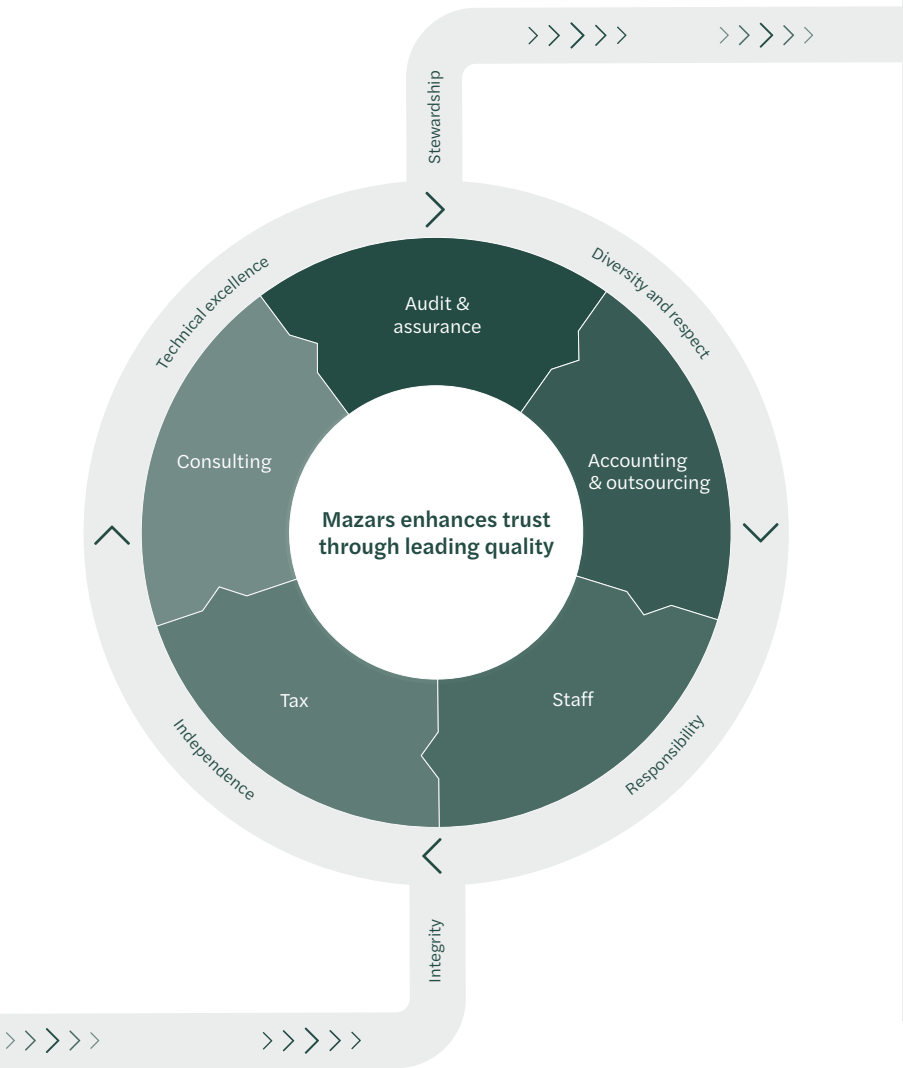 Stewardship
Technical excellence
Diversity and respect
Audit &
assurance
Consulting
Accounting
& outsourcing
Mazars enhances trust
through leading quality
Tax
Staff
Independence
Responsibility
Integrity